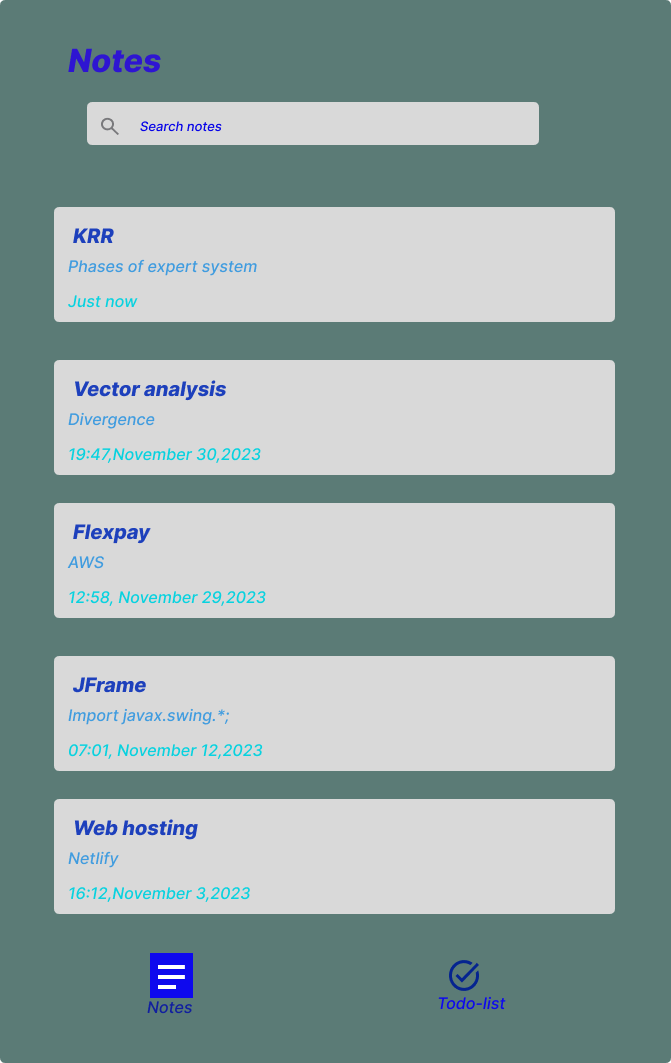 Notes
Search notes
KRR
Phases of expert system
Just now
Vector analysis
Divergence
19:47,November 30,2023
Flexpay
AWS
12:58, November 29,2023
JFrame
Import javax.swing.*;
07:01, November 12,2023
Web hosting
Netlify
16:12,November 3,2023
Notes
Todo-list